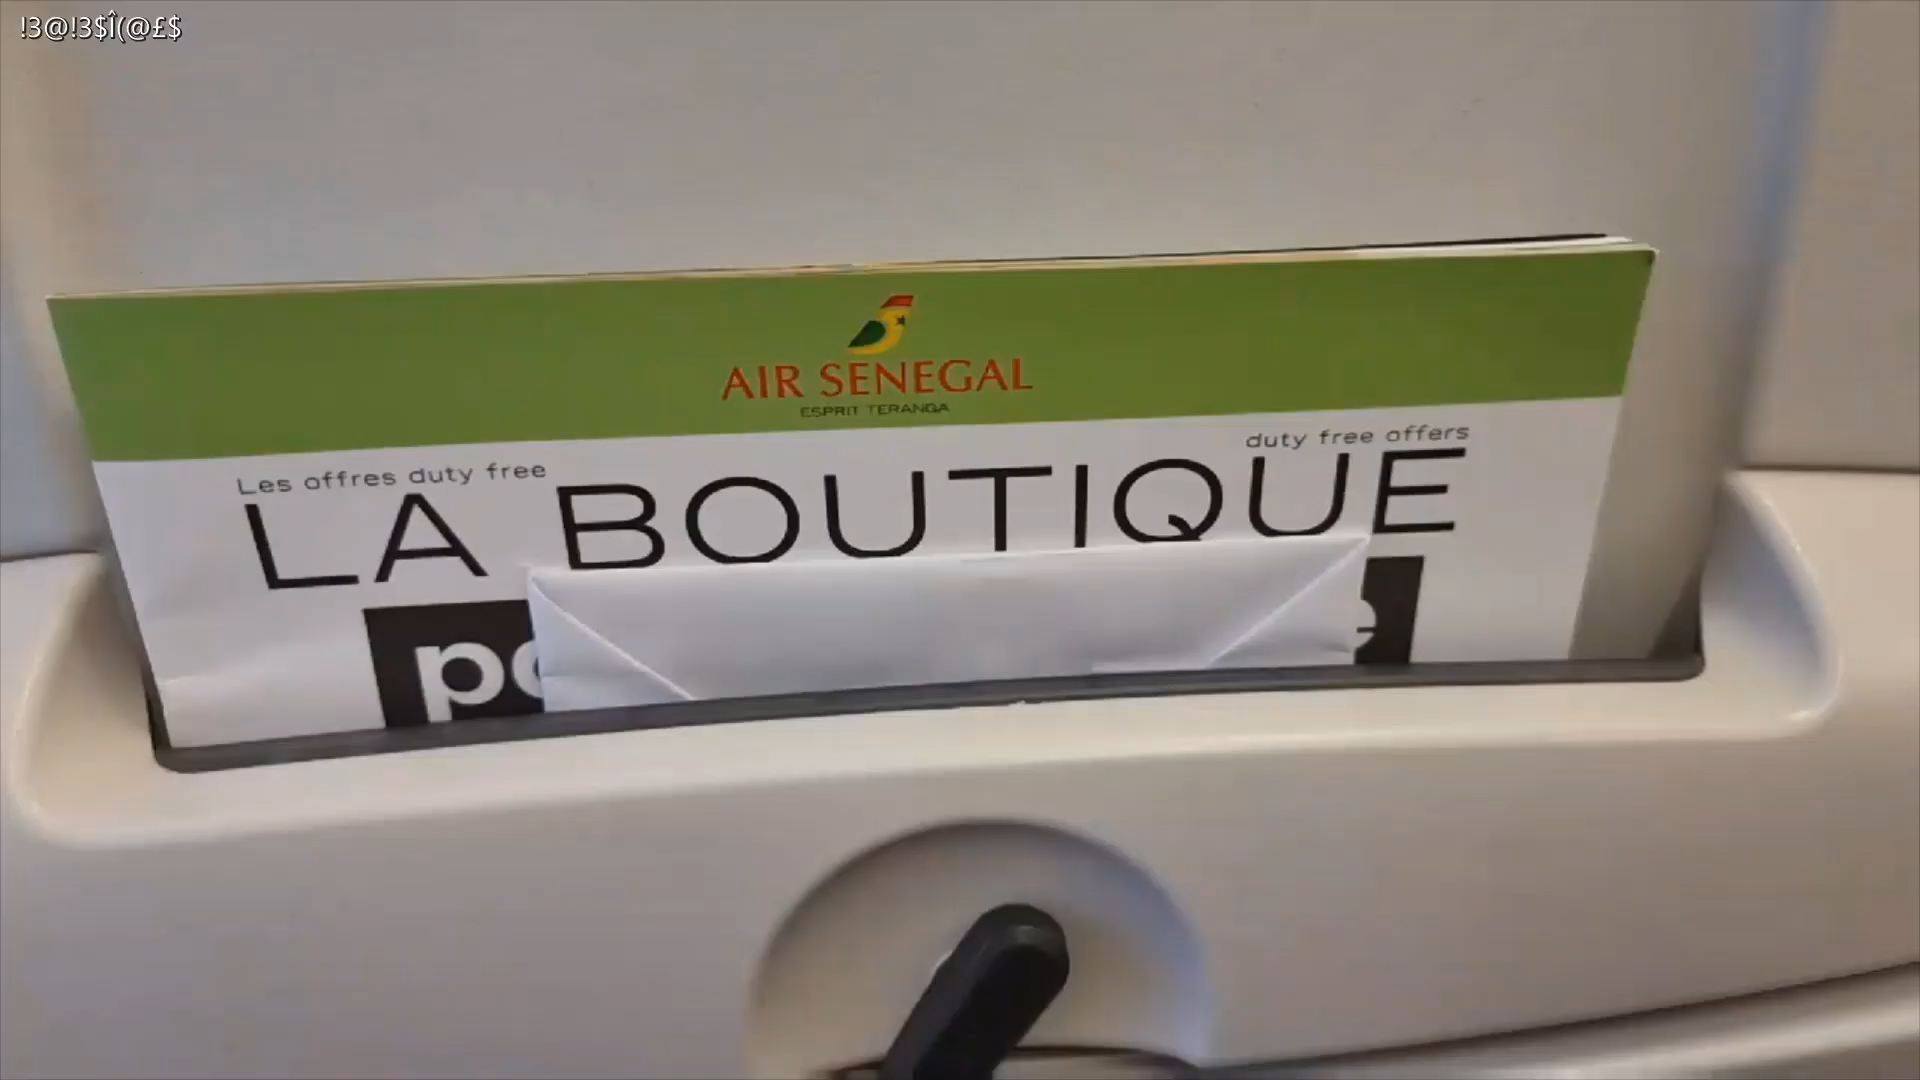 !3@!3$Î(@£$
AIR SENEGAL
ESPRIT TERANGA
Les offres duty free
duty free offers
LA BOUTIQUE